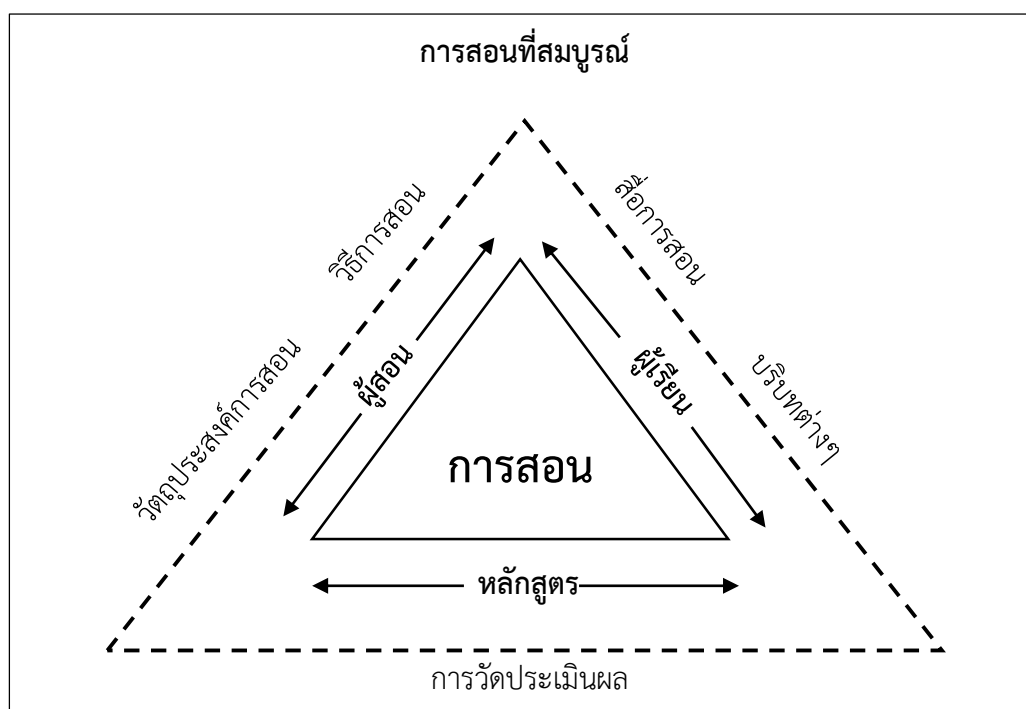 การสอนที่สมบูรณ์
วิธีการสอน
สื่อการสอน
วัตถุประสงค์การสอน
ผู้สอน
ผู้เรียน
บริบทต่างๆ
การสอน
หลักสูตร
การวัดประเมินผล